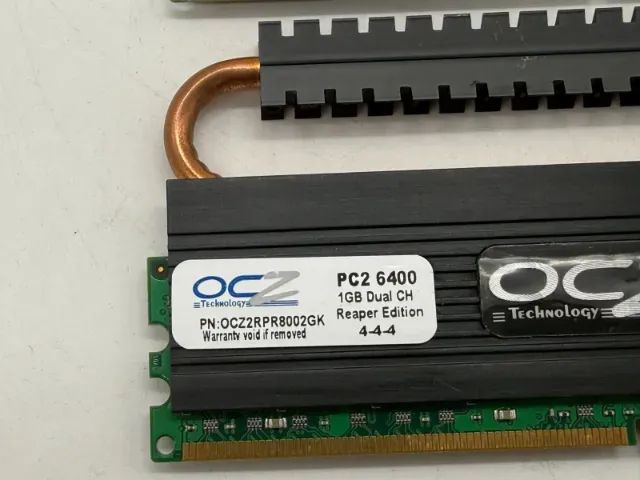 OCZ
Technology
PN:OCZ2RPR8002GK
Warranty void if removed
PC2 6400
1GB Dual CH
Reaper Edition
4-4-4
OCZ
Technology